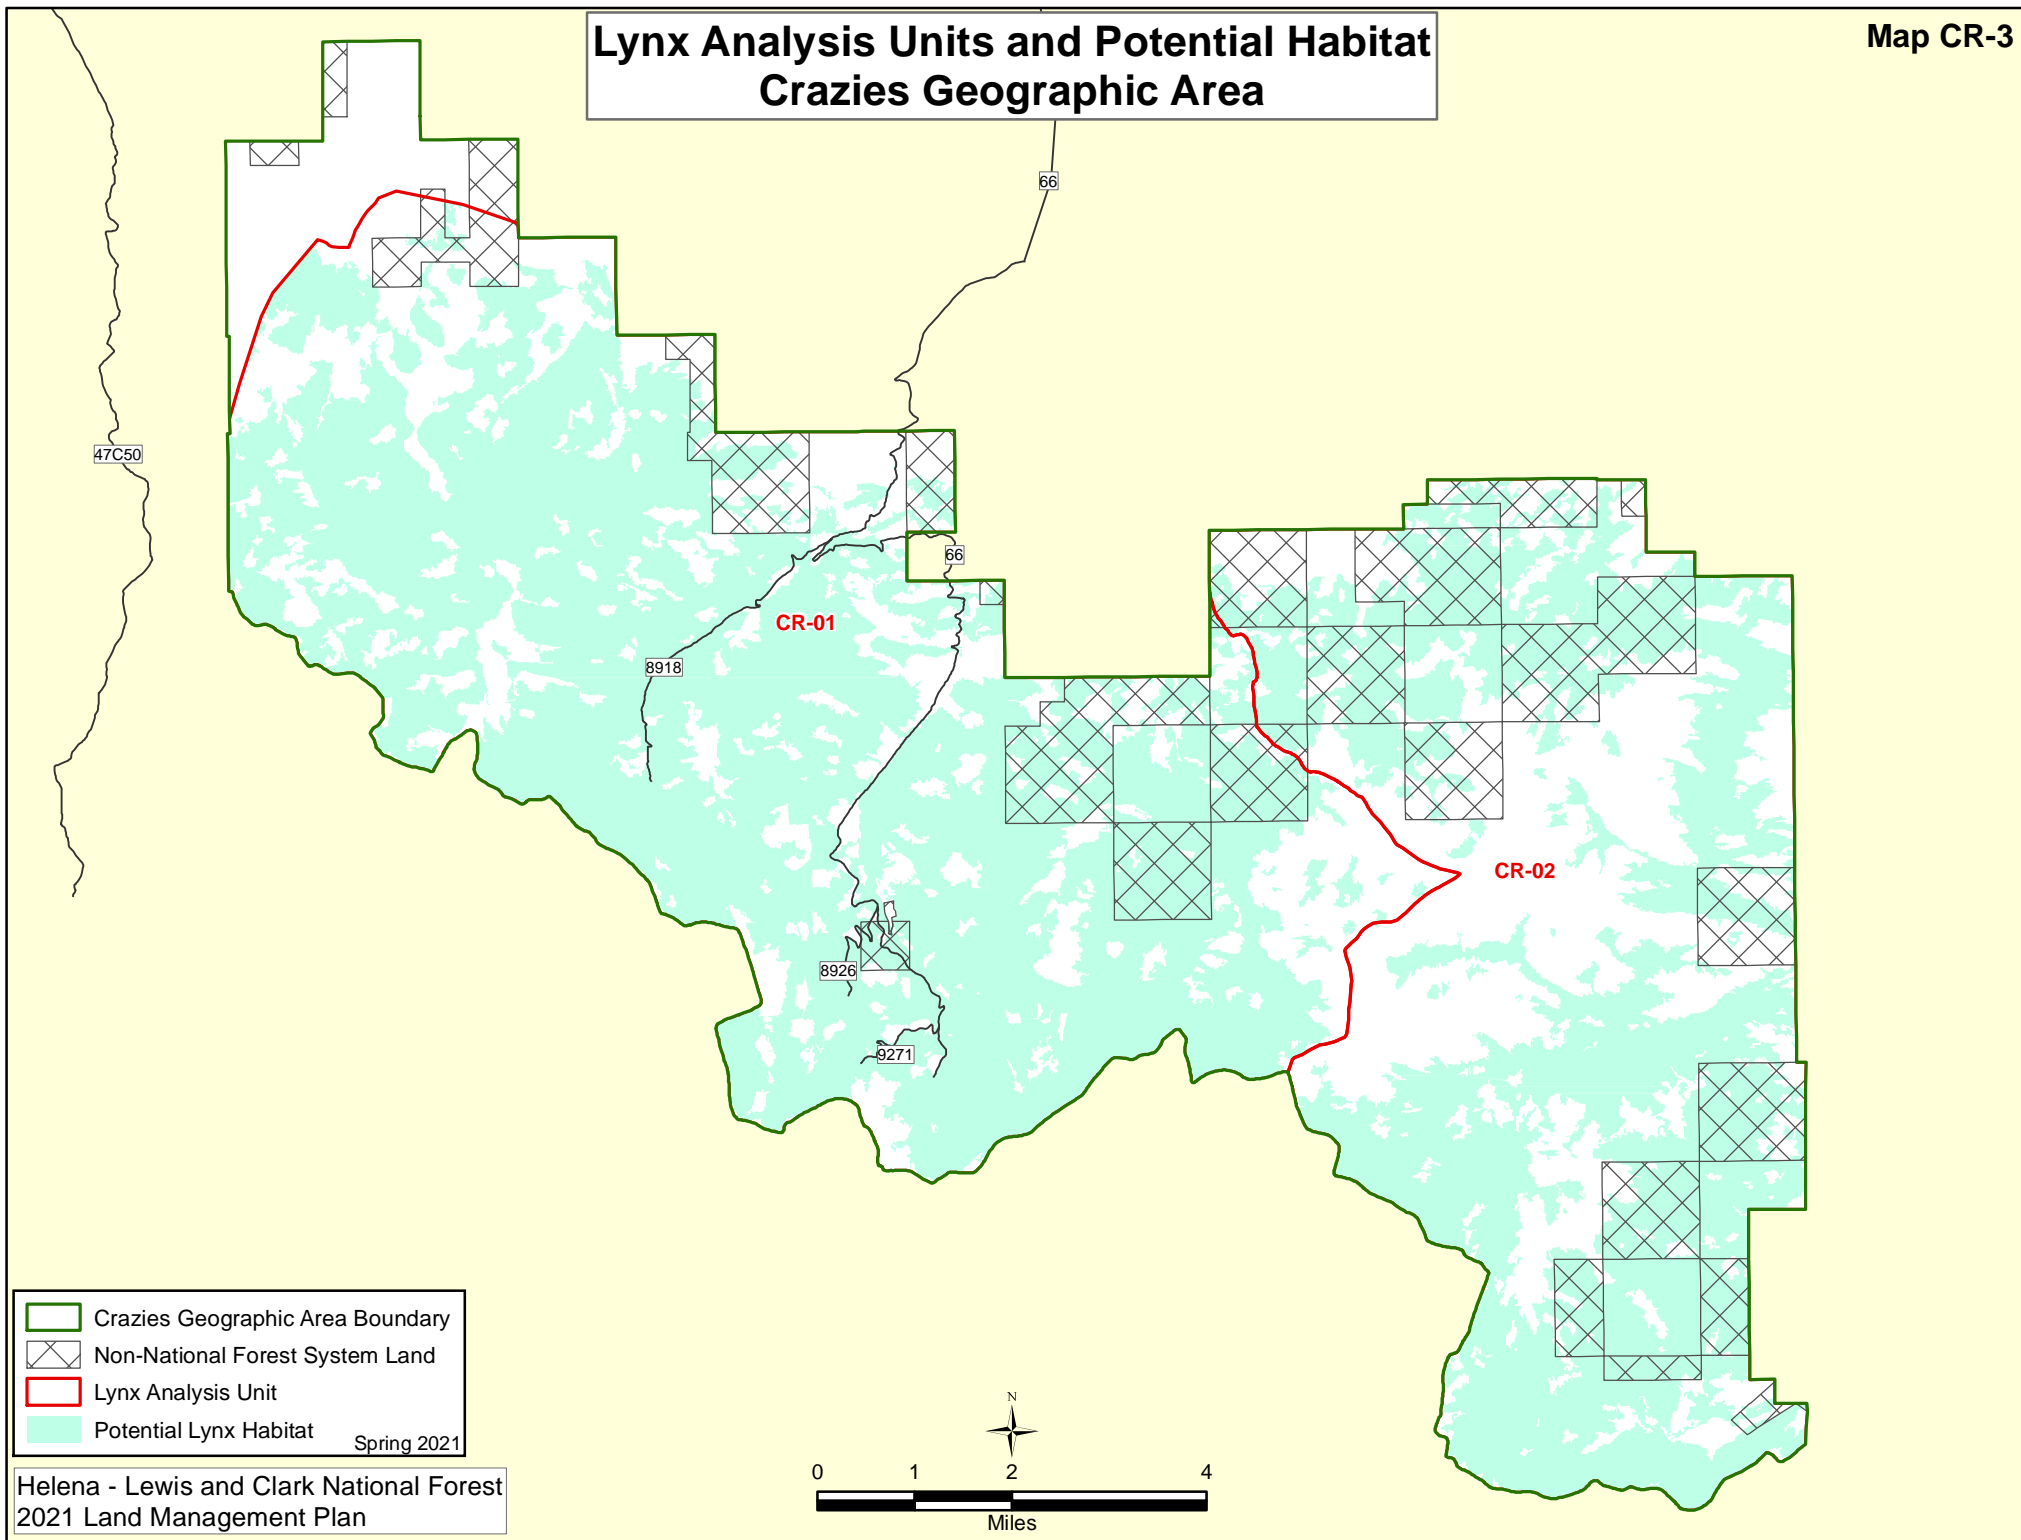 Lynx Analysis Units and Potential Habitat
Crazies Geographic Area
Map CR-3
66
47C50
66
CR-01
8918
CR-02
8926
9271
Crazies Geographic Area Boundary
Non-National Forest System Land
Lynx Analysis Unit
Potential Lynx Habitat
Spring 2021
Helena - Lewis and Clark National Forest
2021 Land Management Plan
N
0 1 2 4
Miles